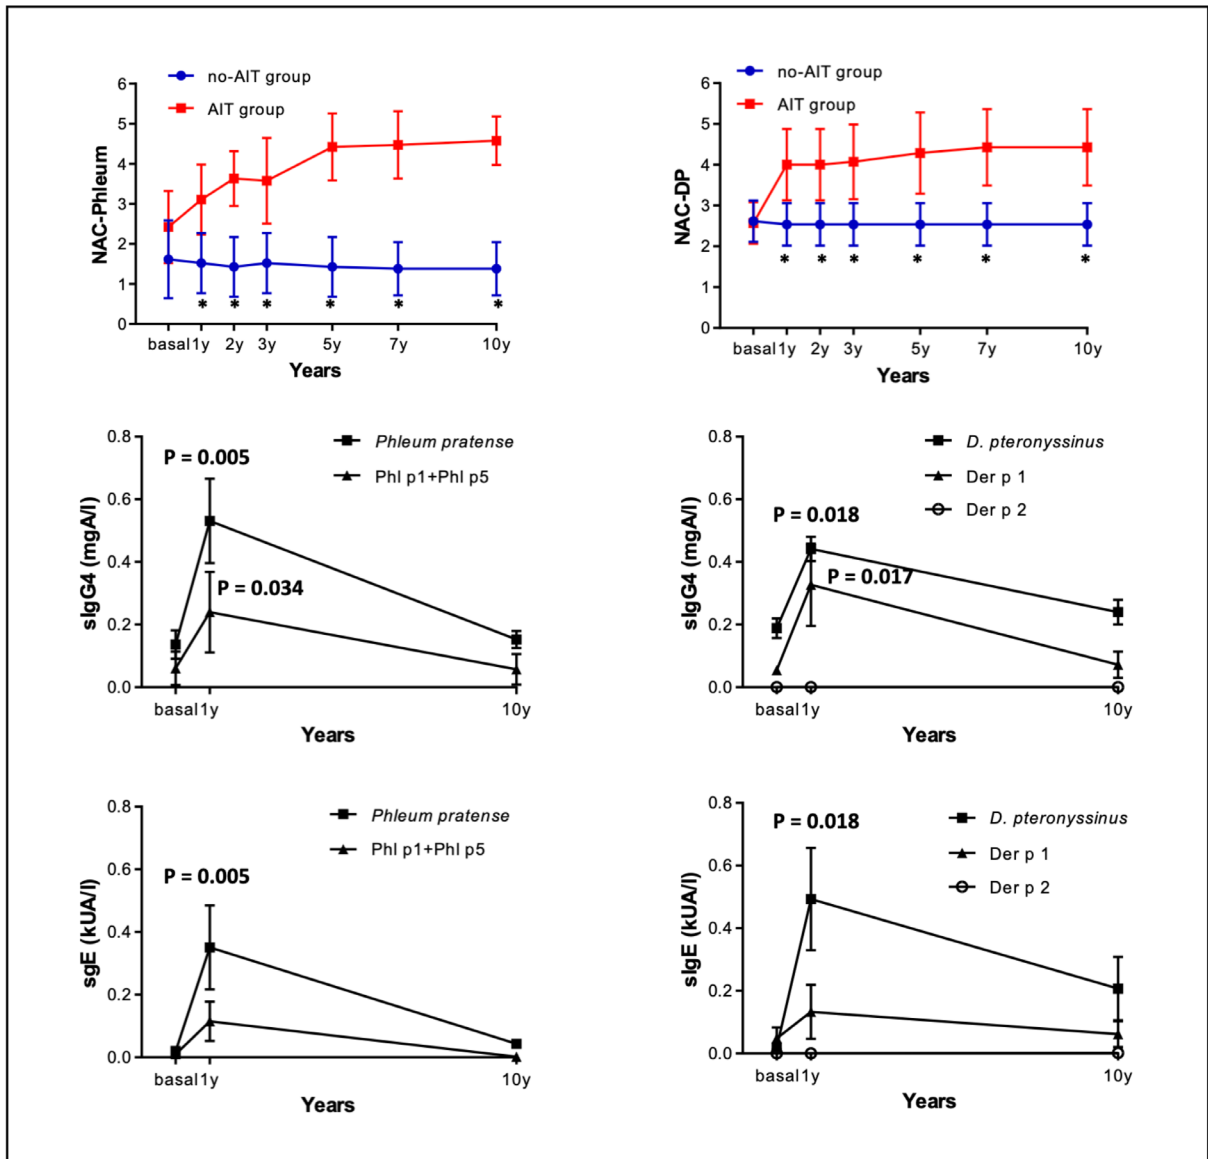 no-AIT group
AIT group
6
5
4
3
2
1
0
NAC-Phleum
* * * * * *
basal 1y 2y 3y 5y 7y 10y
Years
no-AIT group
AIT group
6
5
4
3
2
1
0
NAC-DP
* * * * * *
basal 1y 2y 3y 5y 7y 10y
Years
0.8
0.6
0.4
0.2
0.0
sIgG4 (mgA/l)
Phleum pratense
Phl p1+Phl p5
P = 0.005
P = 0.034
basal 1y 10y
Years
0.8
0.6
0.4
0.2
0.0
sIgG4 (mgA/l)
D. pteronyssinus
Der p 1
Der p 2
P = 0.018
P = 0.017
basal 1y 10y
Years
0.8
0.6
0.4
0.2
0.0
sgE (kUA/l)
Phleum pratense
Phl p1+Phl p5
P = 0.005
basal 1y 10y
Years
0.8
0.6
0.4
0.2
0.0
sIgE (kUA/l)
P = 0.018
D. pteronyssinus
Der p 1
Der p 2
basal 1y 10y
Years